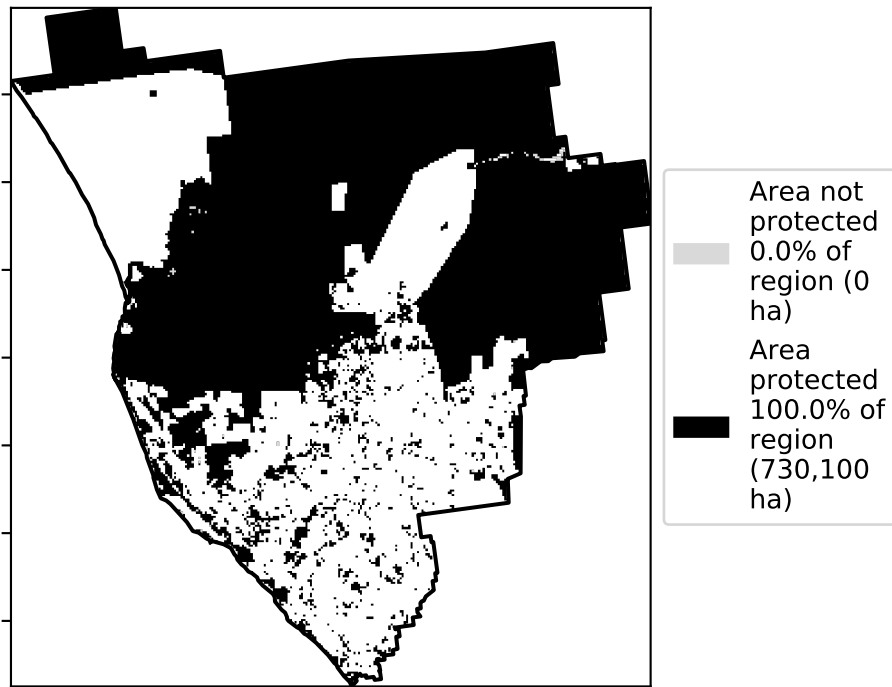 Area not
protected
0.0% of
region (0
ha)
Area
protected
100.0% of
region
(730,100
ha)